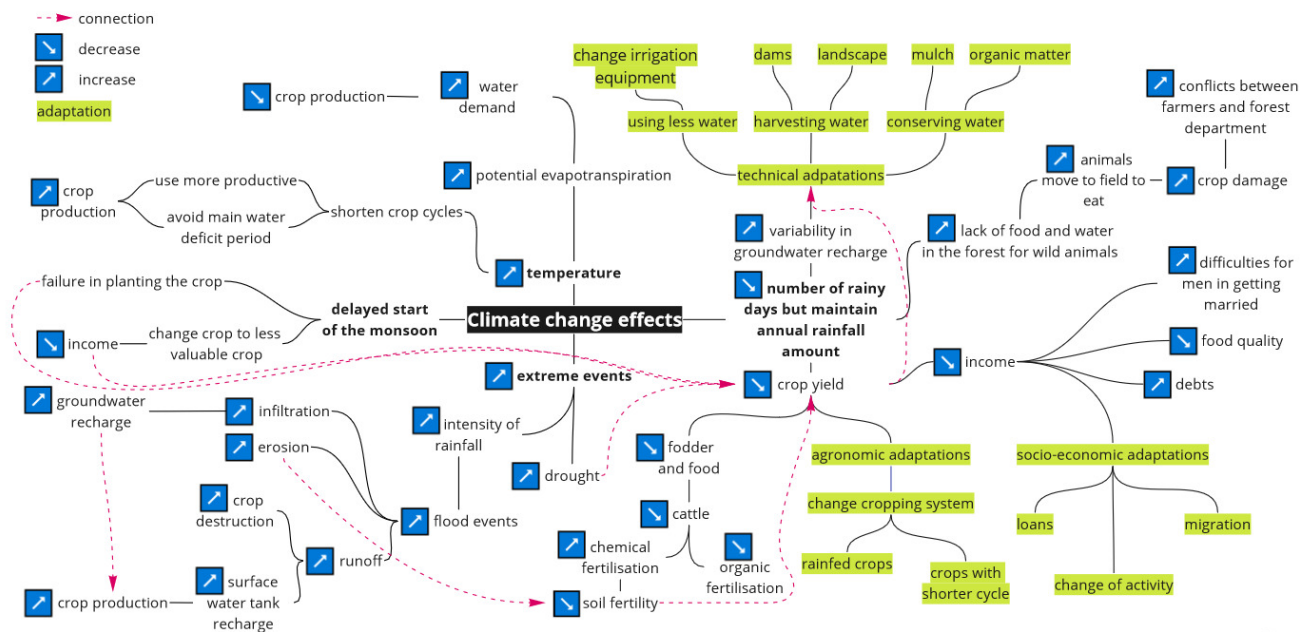 connection
decrease
increase
adaptation
crop production
water
demand
potential evapotranspiration
crop
production
use more productive
avoid main water
deficit period
shorten crop cycles
temperature
failure in planting the crop
delayed start
of the monsoon
income
change crop to less
valuable crop
Climate change effects
change irrigation
equipment
dams
landscape
mulch
organic matter
using less water
harvesting water
conserving water
technical adpatations
variability in
groundwater recharge
number of rainy
days but maintain
annual rainfall
amount
crop yield
conflicts between
farmers and forest
department
animals
move to field to
eat
crop damage
lack of food and water
in the forest for wild animals
difficulties for
men in getting
married
food quality
income
debts
extreme events
groundwater
recharge
infiltration
erosion
intensity of
rainfall
drought
crop
destruction
flood events
runoff
crop production
surface
water tank
recharge
fodder
and food
cattle
chemical
fertilisation
organic
fertilisation
soil fertility
agronomic adaptations
change cropping system
rainfed crops
crops with
shorter cycle
socio-economic adaptations
loans
migration
change of activity